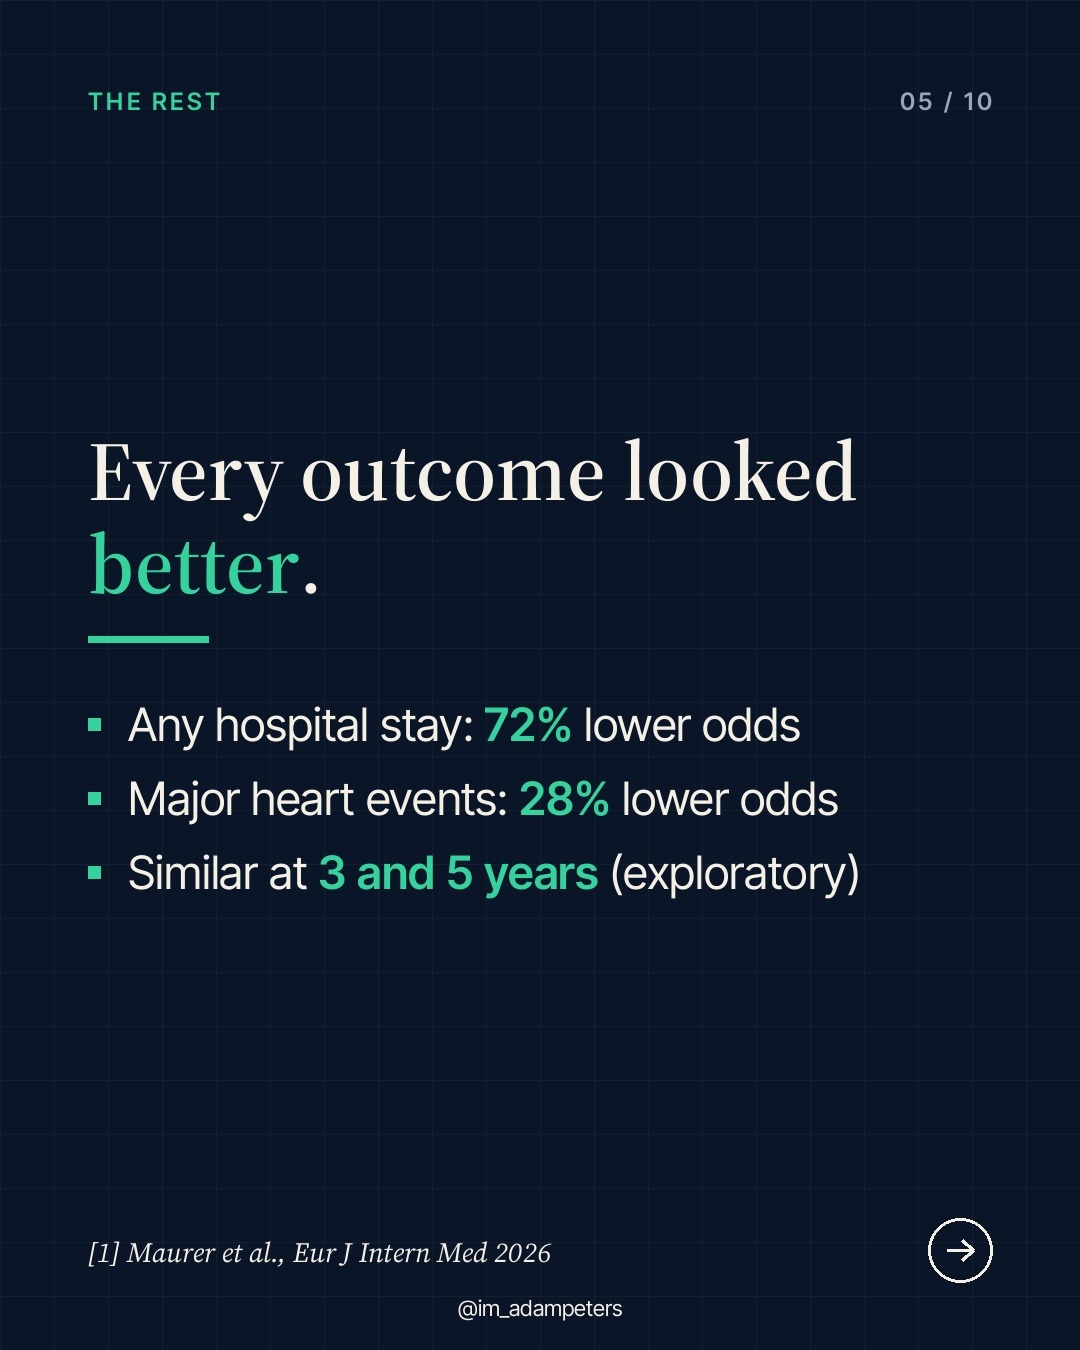 THE REST
05 / 10
Every outcome looked
better.
Any hospital stay: 72% lower odds
Major heart events: 28% lower odds
Similar at 3 and 5 years (exploratory)
[1] Maurer et al., Eur J Intern Med 2026
@im_adampeters